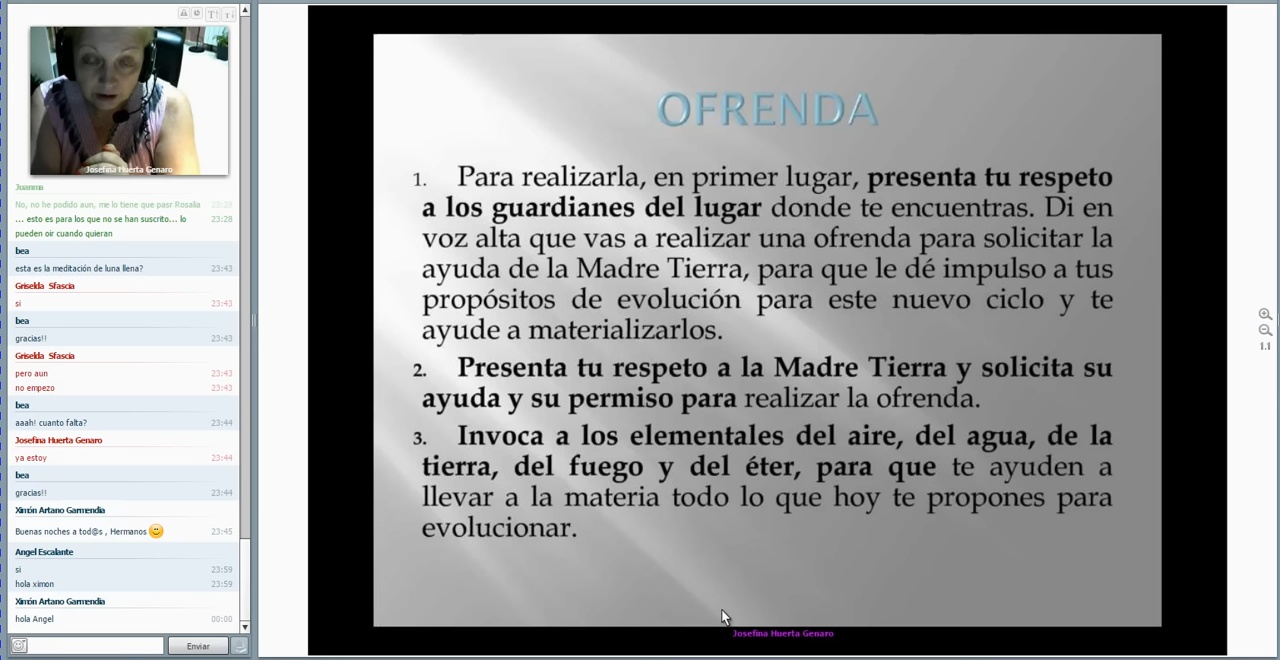 Josefina Huerta Genaro
Juanma
No, no he podido aun, me lo tiene que pasr Rosalia 23:28
... esto es para los que no se han suscrito... lo 23:28
pueden oir cuando quieran
bea
esta es la meditación de luna llena? 23:43
Griselda Sfascia
si 23:43
bea
gracias!! 23:43
Griselda Sfascia
pero aun 23:43
no empezo 23:43
bea
aaah! cuanto falta? 23:44
Josefina Huerta Genaro
ya estoy 23:44
bea
gracias!! 23:44
Ximón Artano Garmendia
Buenas noches a tod@s , Hermanos 23:45
Angel Escalante
si 23:59
hola ximon 23:59
Ximón Artano Garmendia
hola Angel 00:00
Enviar
OFRENDA
1. Para realizarla, en primer lugar, presenta tu respeto
a los guardianes del lugar donde te encuentras. Di en
voz alta que vas a realizar una ofrenda para solicitar la
ayuda de la Madre Tierra, para que le dé impulso a tus
propósitos de evolución para este nuevo ciclo y te
ayude a materializarlos.
2. Presenta tu respeto a la Madre Tierra y solicita su
ayuda y su permiso para realizar la ofrenda.
3. Invoca a los elementales del aire, del agua, de la
tierra, del fuego y del éter, para que te ayuden a
llevar a la materia todo lo que hoy te propones para
evolucionar.
Josefina Huerta Genaro
1:1